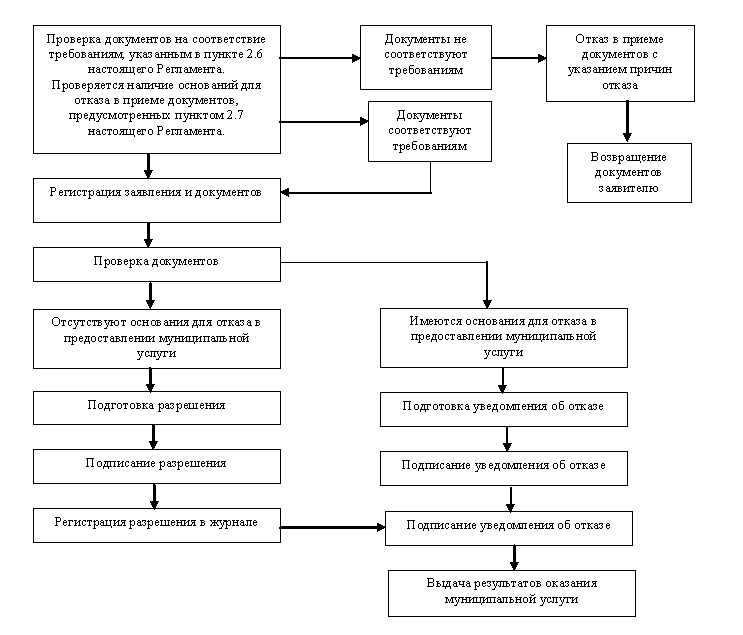 Проверка документов на соответствие
требованиям, указанным в пункте 2.6
настоящего Регламента.
Проверяется наличие оснований для
отказа в приеме документов,
предусмотренных пунктом 2.7
настоящего Регламента.
Документы не
соответствуют
требованиям
Отказ в приеме
документов с
указанием причин
отказа
Документы
соответствуют
требованиям
Возвращение
документов
заявителю
Регистрация заявления и документов
Проверка документов
Отсутствуют основания для отказа в
предоставлении муниципальной
услуги
Имеются основания для отказа в
предоставлении муниципальной
услуги
Подготовка разрешения
Подготовка уведомления об отказе
Подписание разрешения
Подписание уведомления об отказе
Регистрация разрешения в журнале
Подписание уведомления об отказе
Выдача результатов оказания
муниципальной услуги